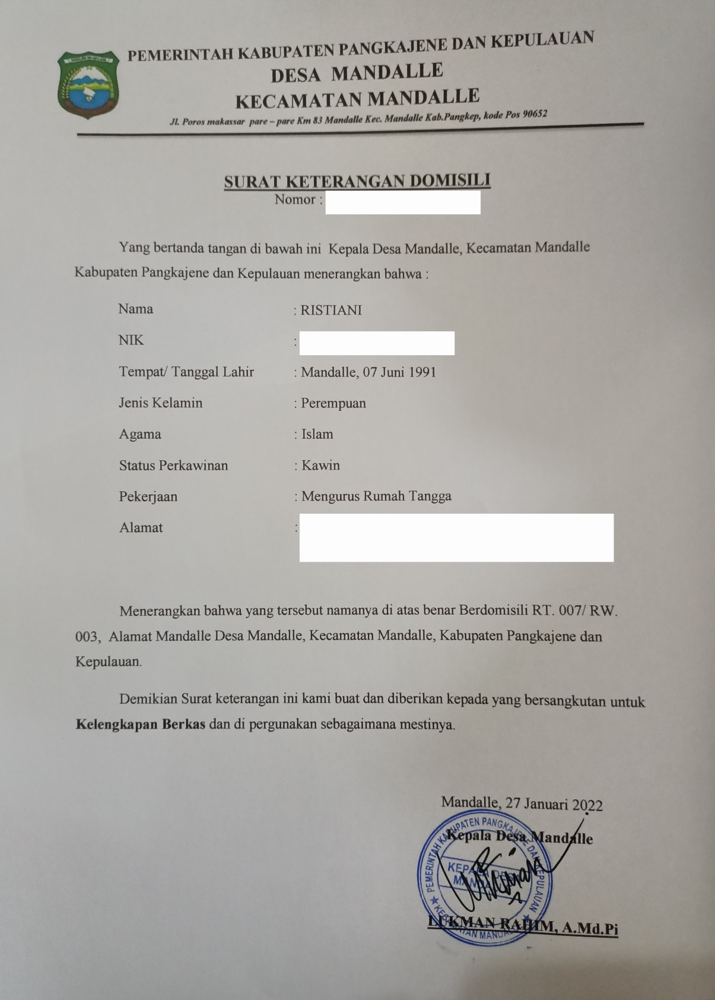 PEMERINTAH KABUPATEN PANGKAJENE DAN KEPULAUAN
DESA MANDALLE
KECAMATAN MANDALLE
Jl. Poros makassar pare – pare Km 83 Mandalle Kec. Mandalle Kab.Pangkep, kode Pos 90652
SURAT KETERANGAN DOMISILI
Nomor :
Yang bertanda tangan di bawah ini Kepala Desa Mandalle, Kecamatan Mandalle
Kabupaten Pangkajene dan Kepulauan menerangkan bahwa :
Nama : RISTIANI
NIK :
Tempat/ Tanggal Lahir : Mandalle, 07 Juni 1991
Jenis Kelamin : Perempuan
Agama : Islam
Status Perkawinan : Kawin
Pekerjaan : Mengurus Rumah Tangga
Alamat :
Menerangkan bahwa yang tersebut namanya di atas benar Berdomisili RT. 007/ RW.
003, Alamat Mandalle Desa Mandalle, Kecamatan Mandalle, Kabupaten Pangkajene dan
Kepulauan.
Demikian Surat keterangan ini kami buat dan diberikan kepada yang bersangkutan untuk
Kelengkapan Berkas dan di pergunakan sebagaimana mestinya.
Mandalle, 27 Januari 2022
Kepala Desa Mandalle
PEMERINTAH KABUPATEN PANGKAJENE DAN KEPULAUAN
KEPALA DESA
MANDALLE
KECAMATAN MANDALLE
LUKMAN RAHIM, A.Md.Pi